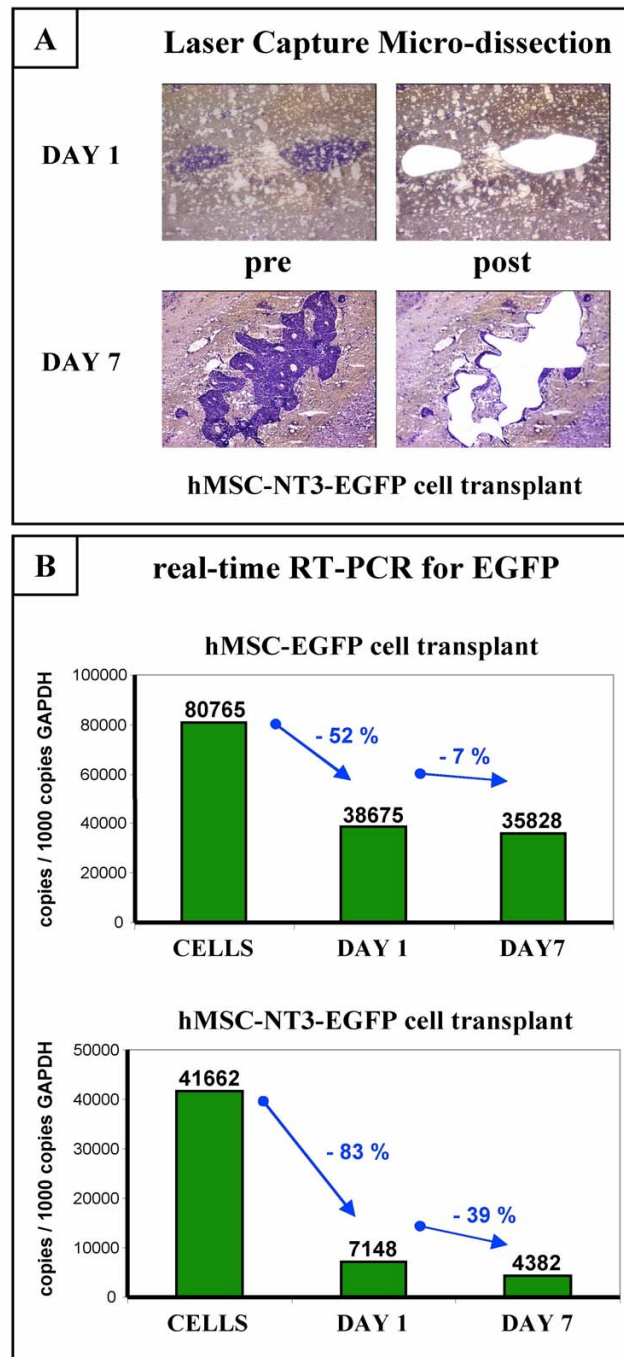 A
Laser Capture Micro-dissection
DAY 1
pre
post
DAY 7
hMSC-NT3-EGFP cell transplant
B
real-time RT-PCR for EGFP
hMSC-EGFP cell transplant
copies / 1000 copies GAPDH
100000
80000
60000
40000
20000
0
80765
- 52 %
38675
- 7 %
35828
CELLS
DAY 1
DAY7
hMSC-NT3-EGFP cell transplant
copies / 1000 copies GAPDH
50000
40000
30000
20000
10000
0
41662
- 83 %
7148
- 39 %
4382
CELLS
DAY 1
DAY 7